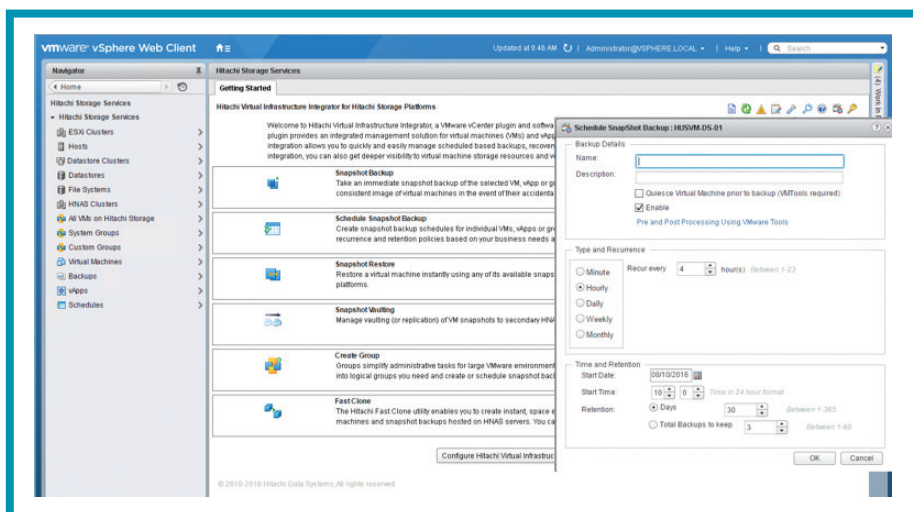 vmware® vSphere Web Client
Updated at 9:46 AM
Administrator@VSPHERE.LOCAL
Help
Search
Navigator
Home
Hitachi Storage Services
Hitachi Storage Services
ESXi Clusters
Hosts
Datastore Clusters
Datastores
File Systems
HNAS Clusters
All VMs on Hitachi Storage
System Groups
Custom Groups
Virtual Machines
Backups
vApps
Schedules
Hitachi Storage Services
Getting Started
Hitachi Virtual Infrastructure Integrator for Hitachi Storage Platforms
Welcome to Hitachi Virtual Infrastructure Integrator, a VMware vCenter plugin and softwa
plugin provides an integrated management solution for virtual machines (VMs) and vApp
integration allows you to quickly and easily manage scheduled based backups, recover
integration, you can also get deeper visibility to virtual machine storage resources and w
Snapshot Backup
Take an immediate snapshot backup of the selected VM, vApp or gr
consistent image of virtual machines in the event of their accidenta
Schedule Snapshot Backup
Create snapshot backup schedules for individual VMs, vApps or gr
recurrence and retention policies based on your business needs a
Snapshot Restore
Restore a virtual machine instantly using any of its available snaps
platforms.
Snapshot Vaulting
Manage vaulting (or replication) of VM snapshots to secondary HNA
Create Group
Groups simplify administrative tasks for large VMware environment
into logical groups you need and create or schedule snapshot bac
Fast Clone
The Hitachi Fast Clone utility enables you to create instant, space e
machines and snapshot backups hosted on HNAS servers. You ca
Configure Hitachi Virtual Infrastruc
© 2010-2016 Hitachi Data Systems, All rights reserved
Schedule SnapShot Backup : HUSVM-DS-01
Backup Details
Name:
Description:
Quiesce Virtual Machine prior to backup (VMTools required)
Enable
Pre and Post Processing Using VMware Tools
Type and Recurrence
Minute
Hourly
Daily
Weekly
Monthly
Recur every 4 hour(s) Between 1-23
Time and Retention
Start Date: 08/10/2016
Start Time: 10 0 Time in 24 hour format
Retention: Days 30 Between 1-365
Total Backups to keep 3 Between 1-60
OK Cancel